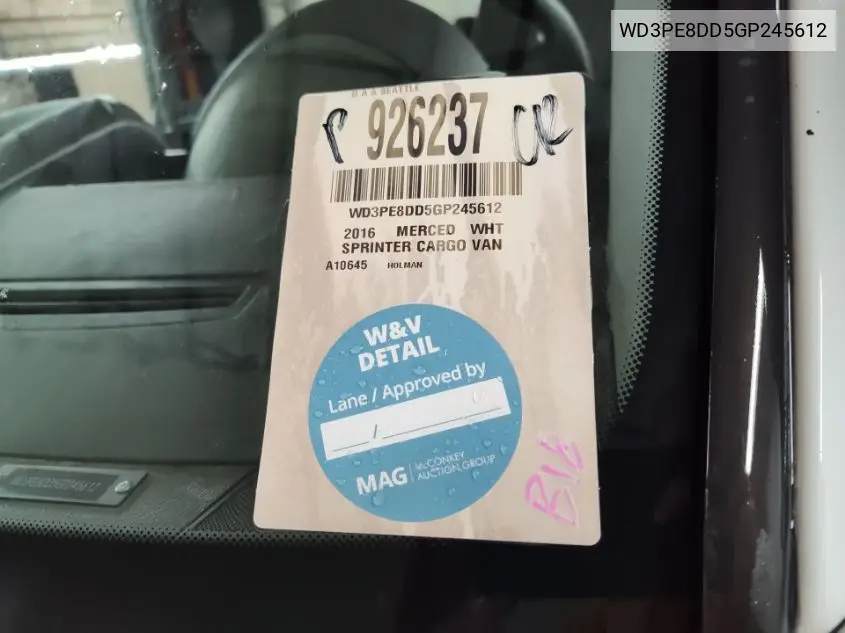 WD3PE8DD5GP245612
D A A SEATTLE
P 926237 CR
WD3PE8DD5GP245612
2016 MERCED WHT
SPRINTER CARGO VAN
A10645 HOLMAN
W&V
DETAIL
Lane / Approved by
/
MAG McCONKEY
AUCTION GROUP